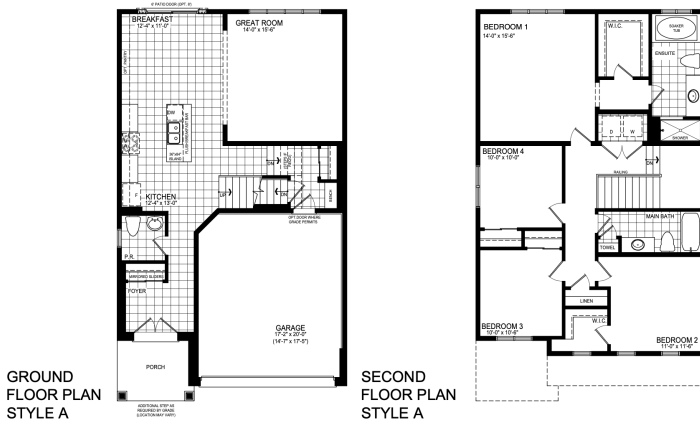 6' PATIO DOOR (OPT. 8')
BREAKFAST
12'-4" x 11'-0"
GREAT ROOM
14'-0" x 15'-6"
OPT. PANTRY
DW
FLUSH BREAKFAST BAR
ISLAND
KITCHEN
12'-4" x 13'-0"
F
UP
DN
DN
BENCH
OPT. DOOR WHERE
GRADE PERMITS
P.R.
MIRRORED SLIDERS
FOYER
GARAGE
17'-2" x 20'-0"
(14'-7" x 17'-5")
PORCH
ADDITIONAL STEP AS
REQUIRED BY GRADE
(LOCATION MAY VARY)
GROUND
FLOOR PLAN
STYLE A
BEDROOM 1
14'-0" x 15'-6"
W.I.C.
SOAKER
TUB
ENSUITE
SHOWER
D
W
BEDROOM 4
10'-0" x 10'-0"
DN
RAILING
MAIN BATH
TOWEL
LINEN
W.I.C.
BEDROOM 3
10'-0" x 10'-6"
BEDROOM 2
11'-0" x 11'-6"
SECOND
FLOOR PLAN
STYLE A